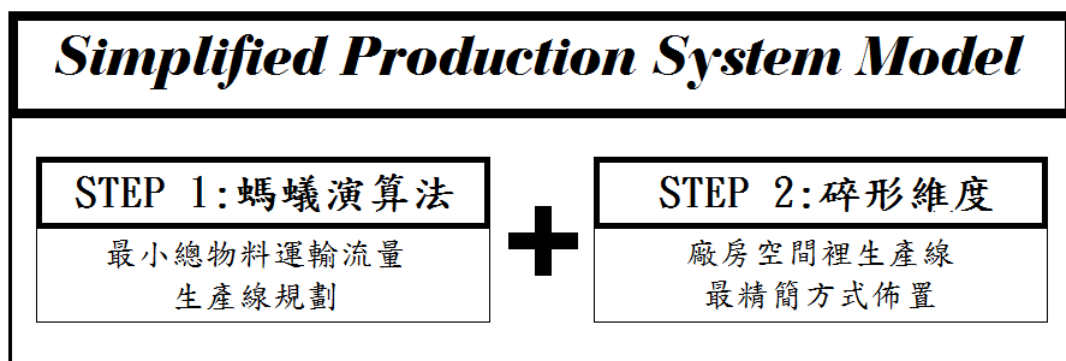 Simplified Production System Model
STEP 1:螞蟻演算法
最小總物料運輸流量
生產線規劃
STEP 2:碎形維度
廠房空間裡生產線
最精簡方式佈置